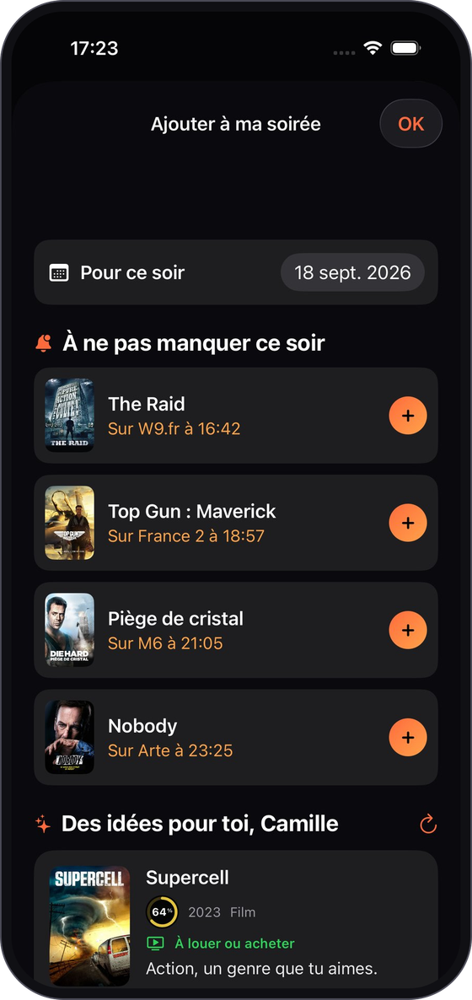 17:23
Ajouter à ma soirée
OK
Pour ce soir
18 sept. 2026
À ne pas manquer ce soir
THE RAID
The Raid
Sur W9.fr à 16:42
TOP GUN
Top Gun : Maverick
Sur France 2 à 18:57
DIE HARD
PIÈGE DE CRISTAL
Piège de cristal
Sur M6 à 21:05
NOBODY
Nobody
Sur Arte à 23:25
Des idées pour toi, Camille
SUPERCELL
Supercell
64%
2023 Film
À louer ou acheter
Action, un genre que tu aimes.